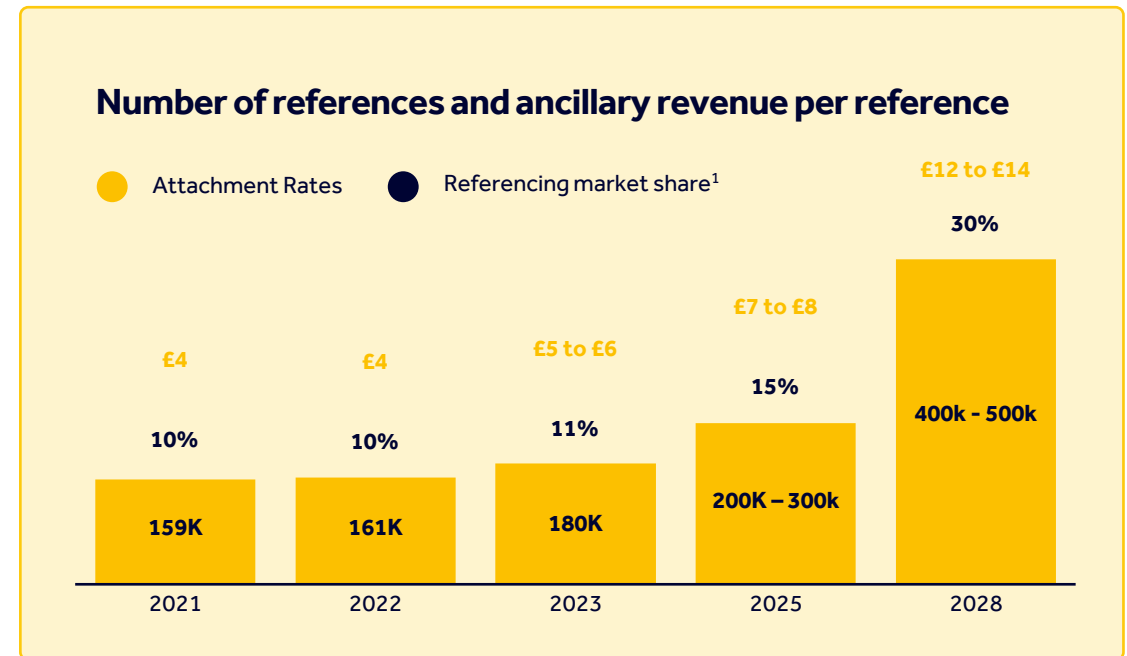 Number of references and ancillary revenue per reference
Attachment Rates
Referencing market share¹
£12 to £14
30%
£7 to £8
£5 to £6
£4
£4
15%
11%
10%
10%
400k - 500k
200K – 300k
180K
159K
161K
2021
2022
2023
2025
2028